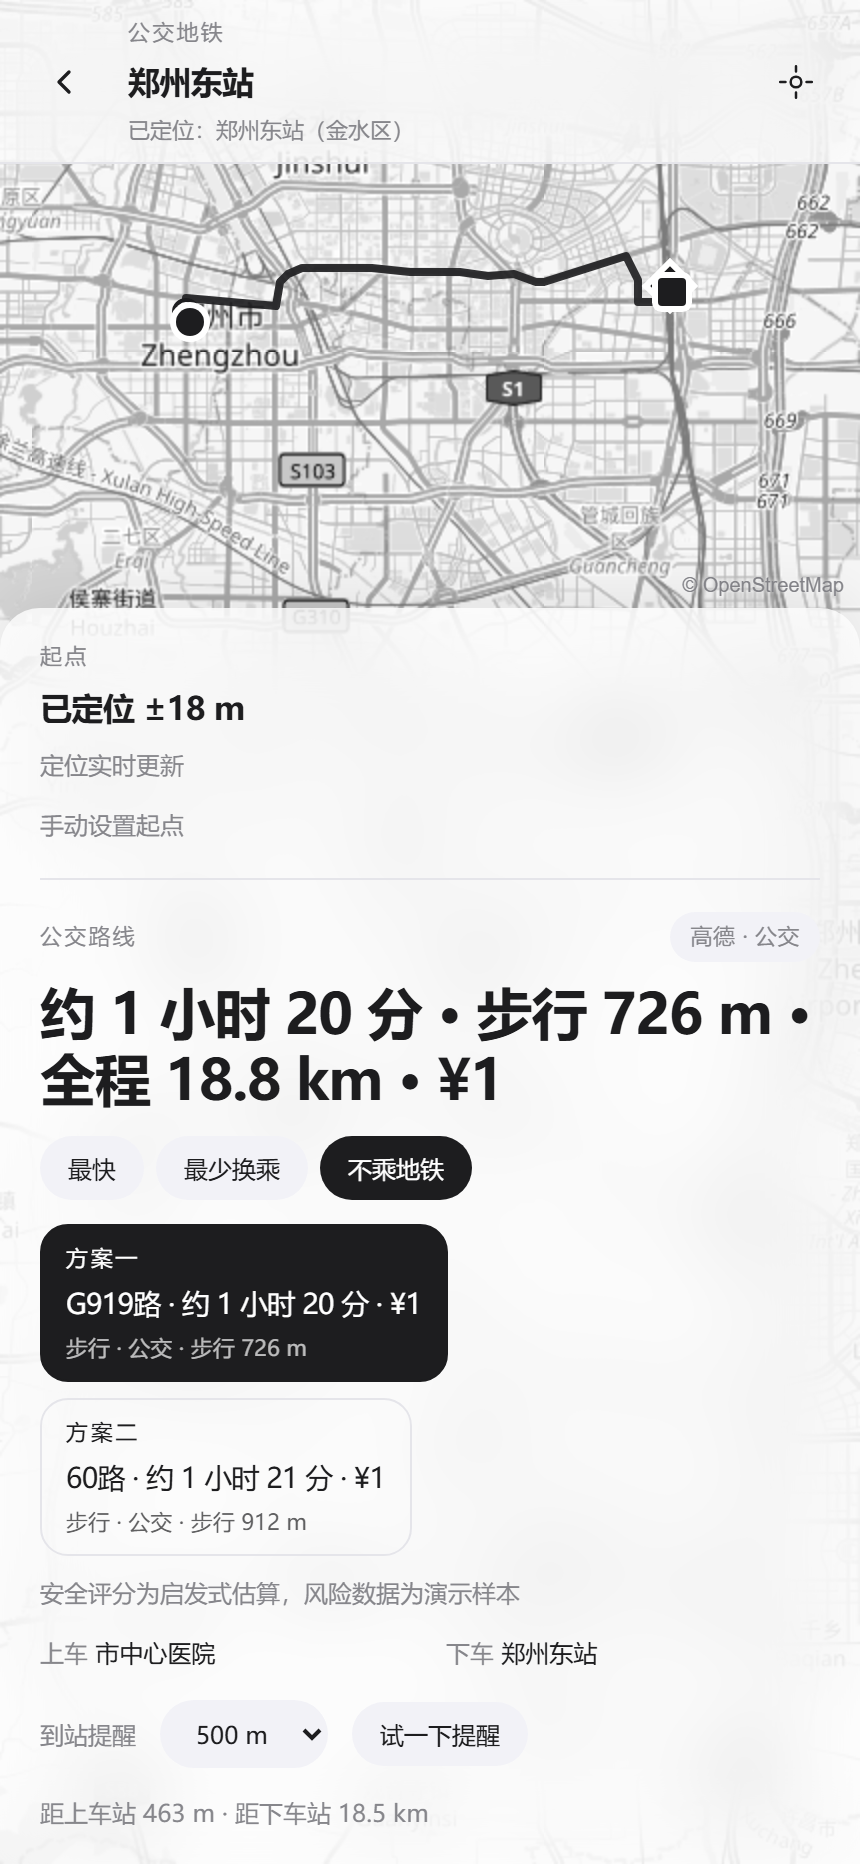 公交地铁
郑州东站
已定位：郑州东站（金水区）
Jinshui
原区
ngyuan
662
662
州市
Zhengzhou
666
S1
669
徐兰高速线 - Xulan High-Speed Line
S103
671
671
管城回族
区
Guancheng
二七区
Erqi
侯寨街道
© OpenStreetMap
Houzhai
G310
起点
已定位 ±18 m
定位实时更新
手动设置起点
公交路线
高德 · 公交
约 1 小时 20 分 • 步行 726 m •
全程 18.8 km • ¥1
最快
最少换乘
不乘地铁
方案一
G919路 · 约 1 小时 20 分 · ¥1
步行 · 公交 · 步行 726 m
方案二
60路 · 约 1 小时 21 分 · ¥1
步行 · 公交 · 步行 912 m
安全评分为启发式估算，风险数据为演示样本
上车 市中心医院
下车 郑州东站
到站提醒
500 m
试一下提醒
距上车站 463 m · 距下车站 18.5 km